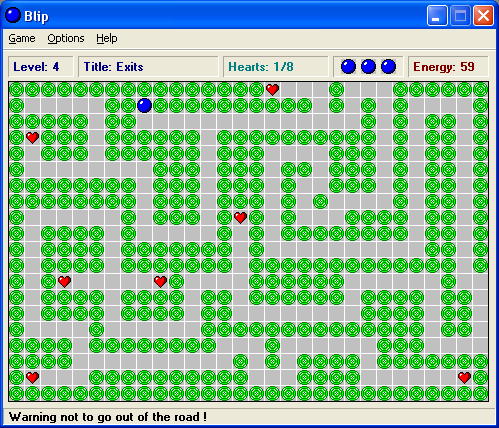 Blip
Game Options Help
Level: 4 Title: Exits Hearts: 1/8 Energy: 59
Warning not to go out of the road !